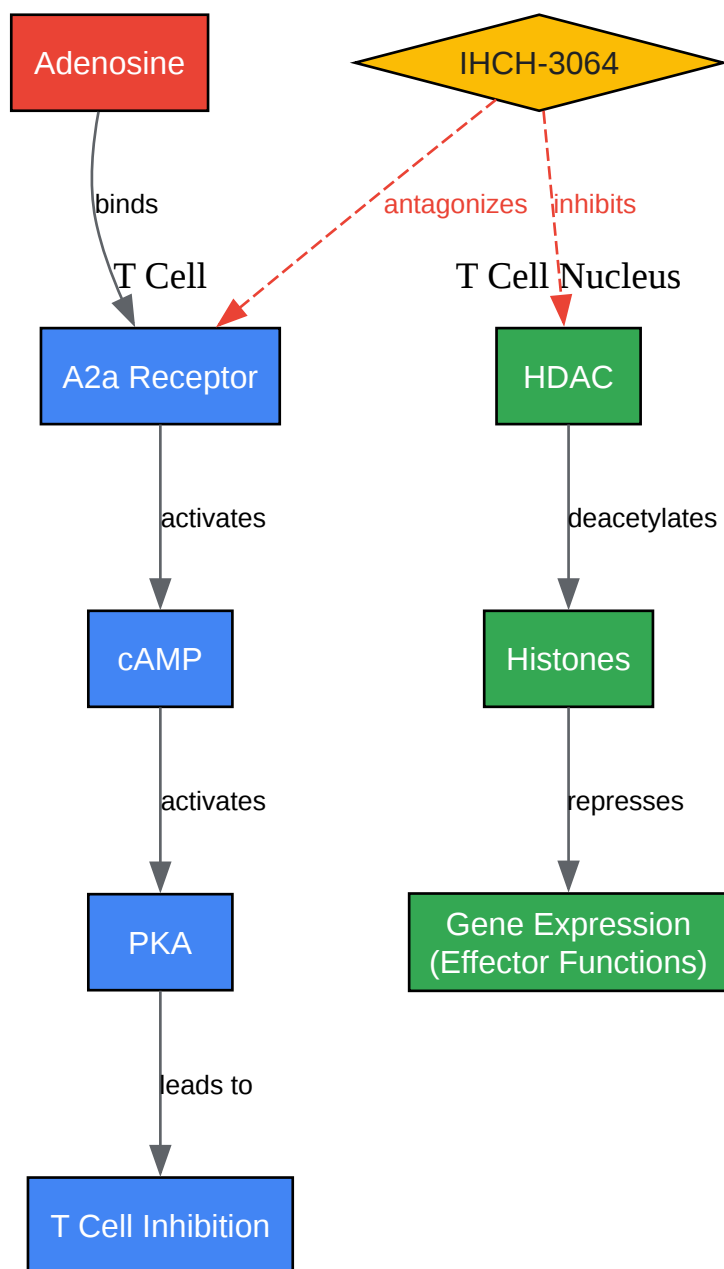 Adenosine
IHCH-3064
binds
antagonizes
inhibits
T Cell
T Cell Nucleus
A2a Receptor
HDAC
activates
deacetylates
cAMP
Histones
activates
represses
PKA
Gene Expression
(Effector Functions)
leads to
T Cell Inhibition